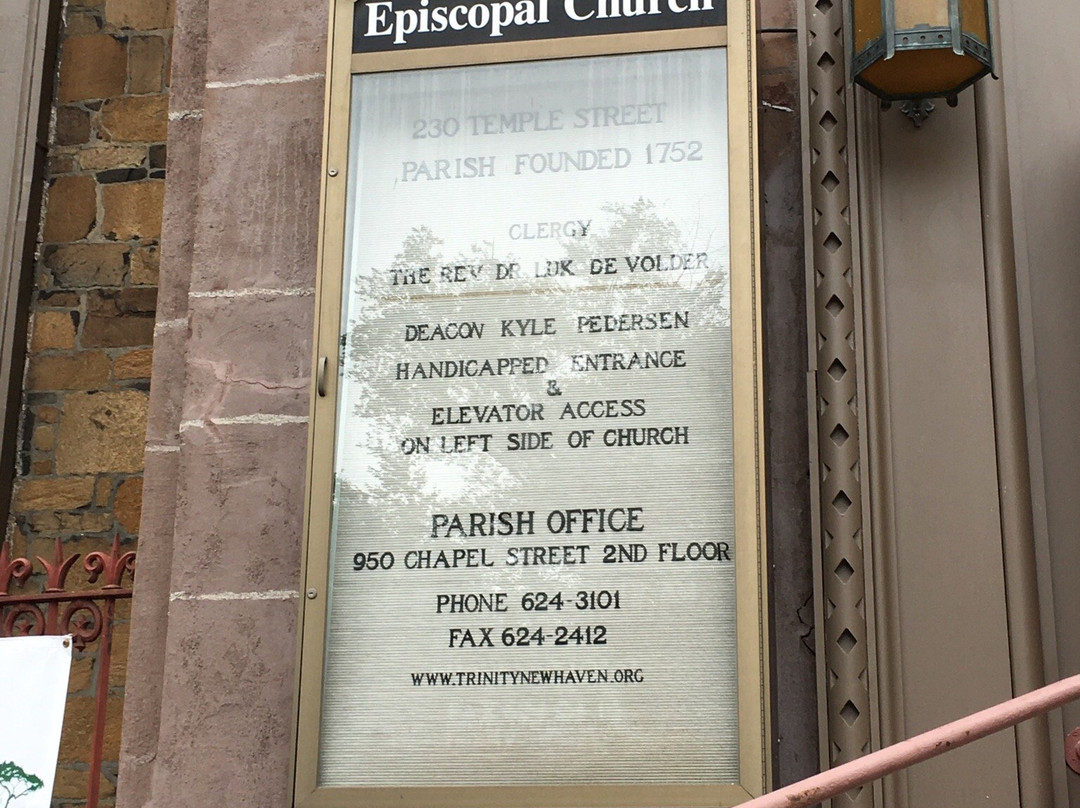 Episcopal Church
230 TEMPLE STREET
PARISH FOUNDED 1752
CLERGY
THE REV DR LUK DE VOLDER
DEACON KYLE PEDERSEN
HANDICAPPED ENTRANCE
&
ELEVATOR ACCESS
ON LEFT SIDE OF CHURCH
PARISH OFFICE
950 CHAPEL STREET 2ND FLOOR
PHONE 624-3101
FAX 624-2412
WWW.TRINITYNEWHAVEN.ORG